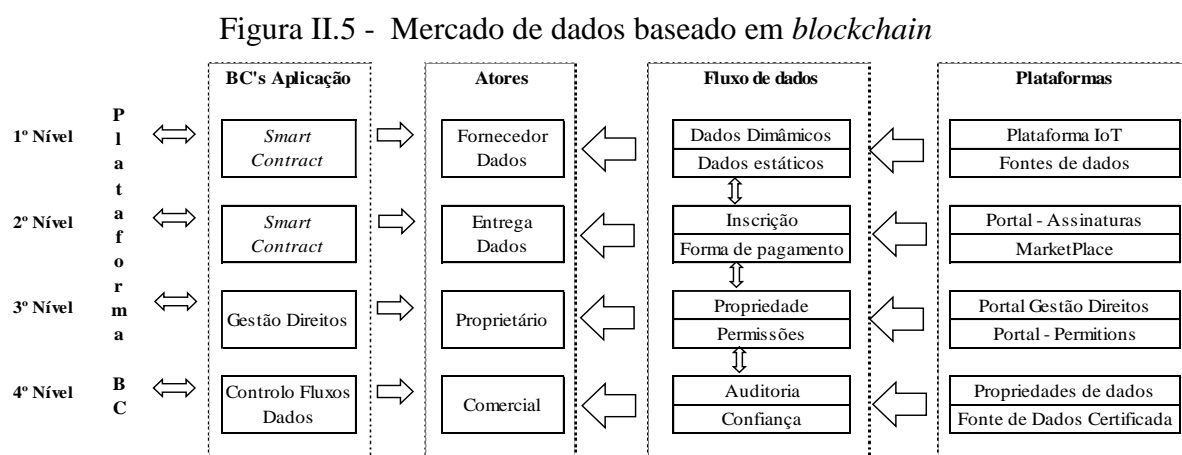 Figura II.5 - Mercado de dados baseado em blockchain
BC's Aplicação
Atores
Fluxo de dados
Plataformas
Plataforma BC
1º Nível
Smart
Contract
Fornecedor
Dados
Dados Dimâmicos
Dados estáticos
Plataforma IoT
Fontes de dados
2º Nível
Smart
Contract
Entrega
Dados
Inscrição
Forma de pagamento
Portal - Assinaturas
MarketPlace
3º Nível
Gestão Direitos
Proprietário
Propriedade
Permissões
Portal Gestão Direitos
Portal - Permitions
4º Nível
Controlo Fluxos
Dados
Comercial
Auditoria
Confiança
Propriedades de dados
Fonte de Dados Certificada